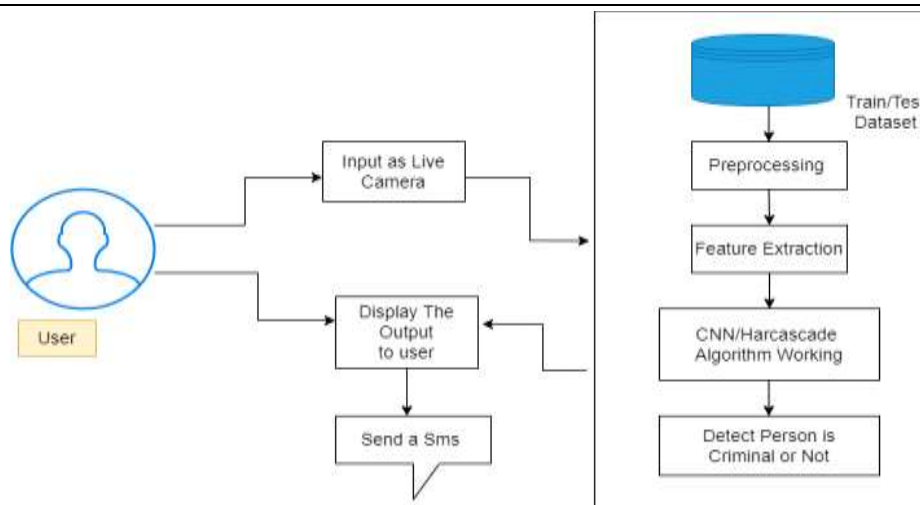 Train/Tes
Dataset
Input as Live
Camera
Preprocessing
Feature Extraction
Display The
Output
to user
User
CNN/Harcascade
Algorithm Working
Send a Sms
Detect Person is
Criminal or Not